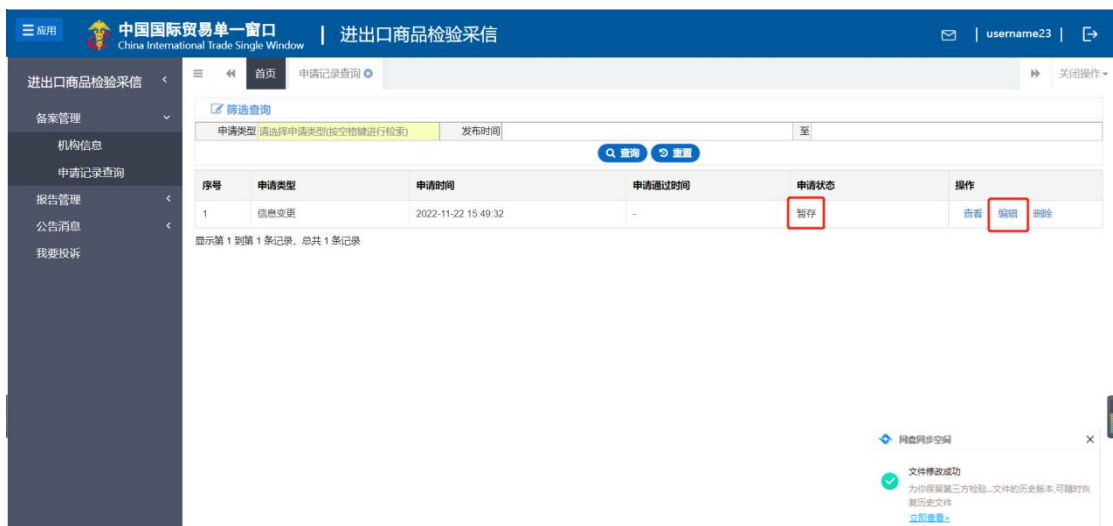 应用
中国国际贸易单一窗口
China International Trade Single Window
进出口商品检验采信
username23
进出口商品检验采信
首页
申请记录查询
关闭操作
备案管理
机构信息
申请记录查询
报告管理
公告消息
我要投诉
筛选查询
申请类型 请选择申请类型(按空格键进行检索) 发布时间 至
查询 重置
序号 申请类型 申请时间 申请通过时间 申请状态 操作
1 信息变更 2022-11-22 15:49:32 - 暂存 查看 编辑 删除
显示第 1 到第 1 条记录，总共 1 条记录
网盘同步空间
文件修改成功
为你保留第三方检验...文件的历史版本,可随时恢
复历史文件
立即查看>